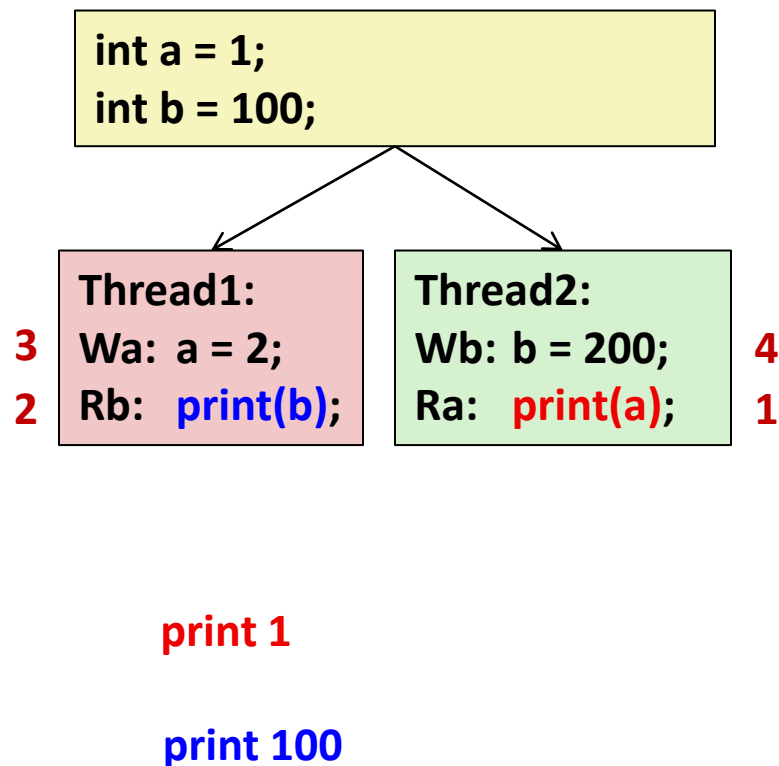 int a = 1;
int b = 100;
Thread1:
3 Wa: a = 2;
2 Rb: print(b);
Thread2:
Wb: b = 200; 4
Ra: print(a); 1
print 1
print 100